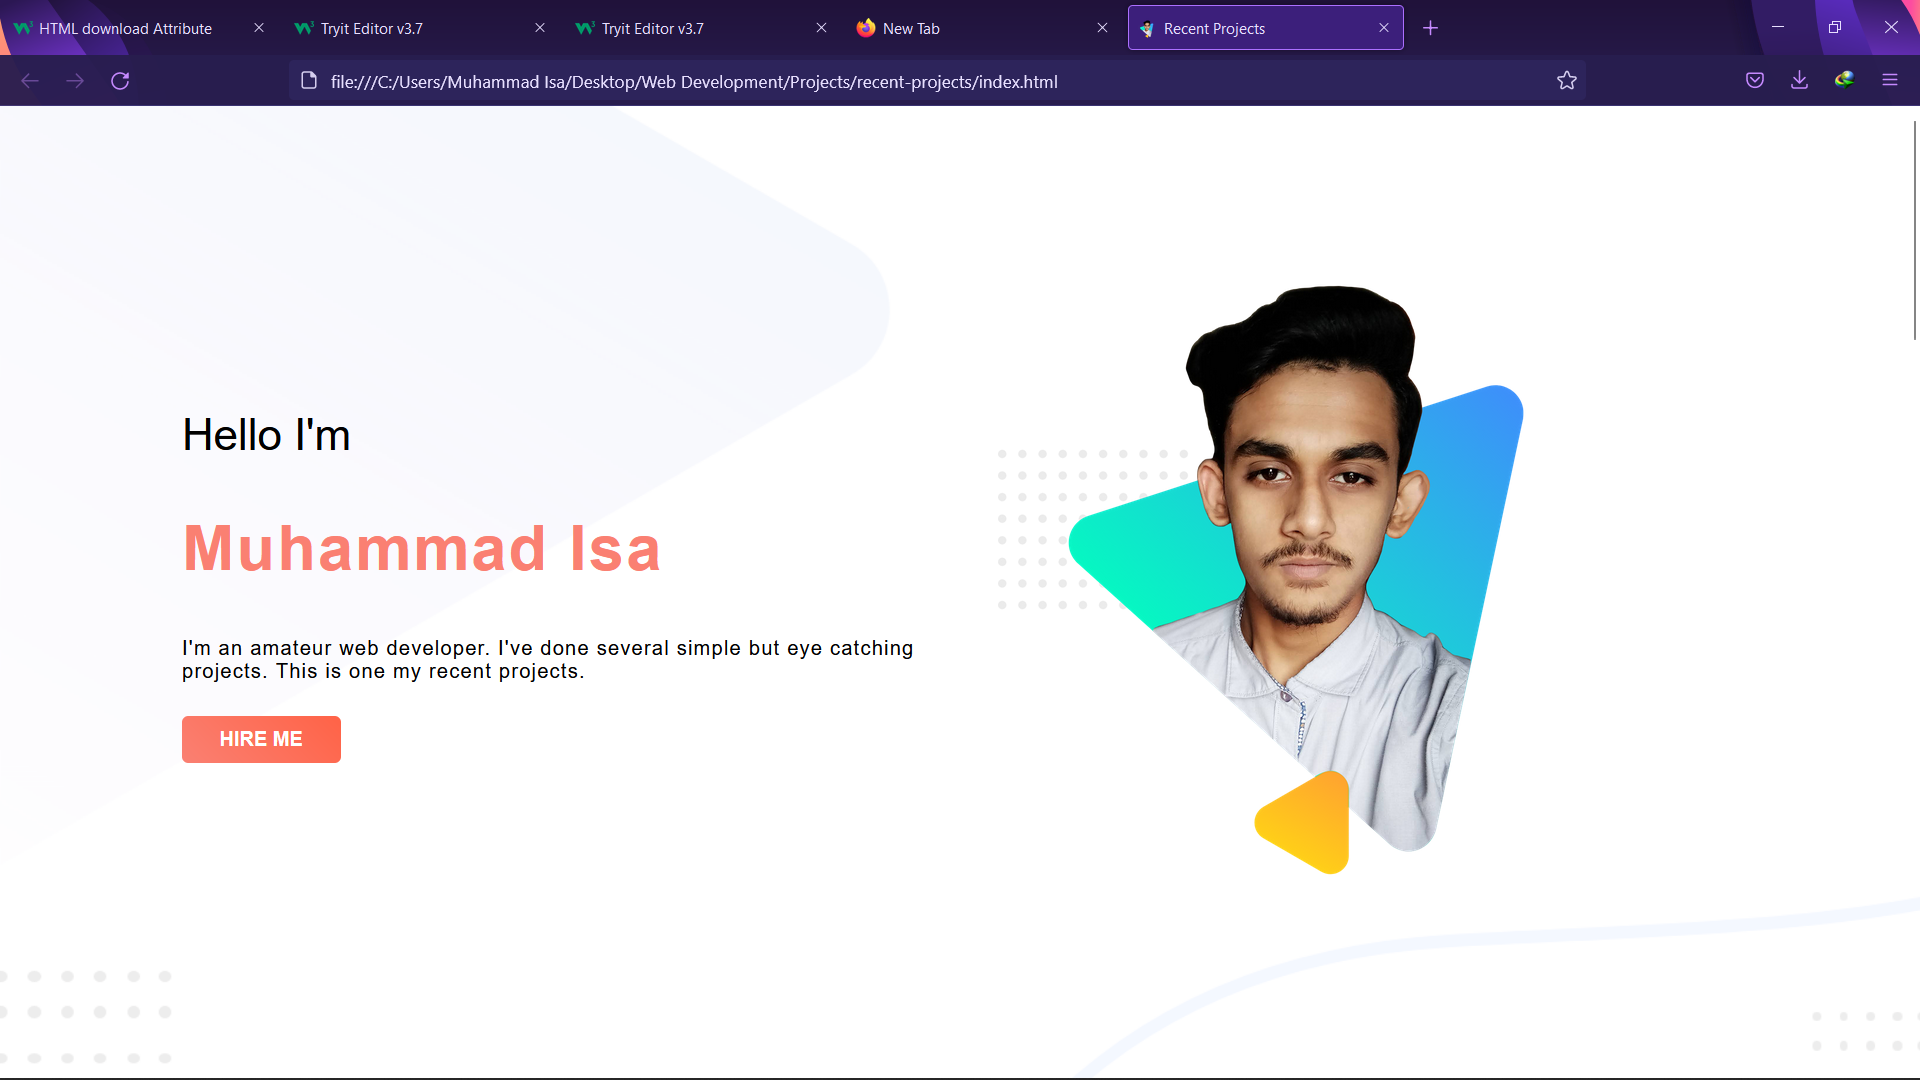 HTML download Attribute
Tryit Editor v3.7
Tryit Editor v3.7
New Tab
Recent Projects
file:///C:/Users/Muhammad Isa/Desktop/Web Development/Projects/recent-projects/index.html
Hello I'm
Muhammad Isa
I'm an amateur web developer. I've done several simple but eye catching
projects. This is one my recent projects.
HIRE ME